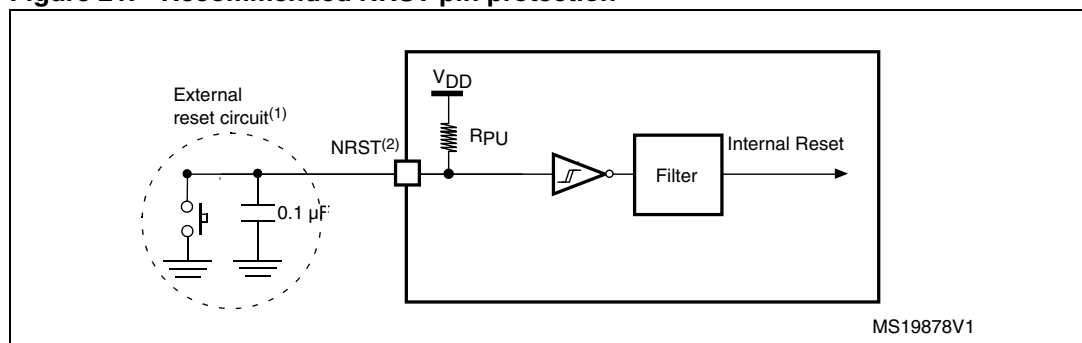 Figure 21. Recommended NRST pin protection
VDD
External
reset circuit(1)
RPU
NRST(2)
Internal Reset
Filter
0.1 µF
MS19878V1